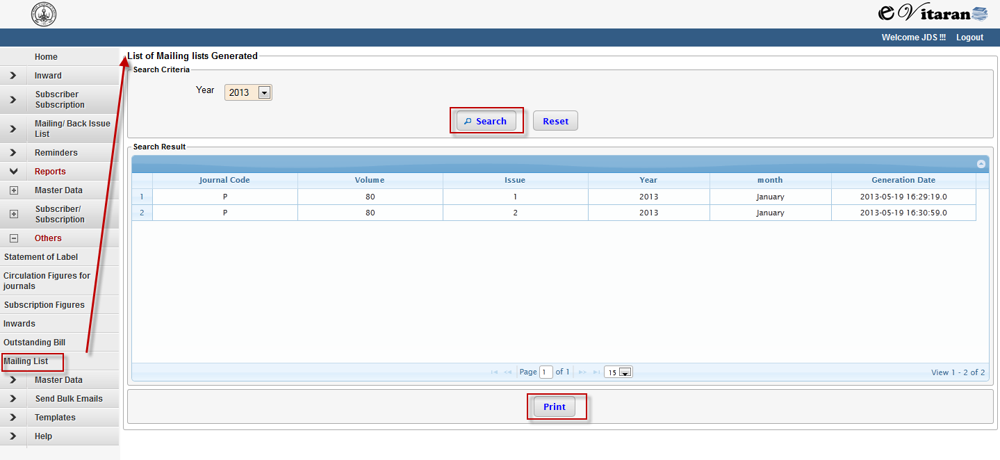 e Vitaran
Welcome JDS !!! Logout
Home
Inward
Subscriber
Subscription
Mailing/ Back Issue
List
Reminders
Reports
Master Data
Subscriber/
Subscription
Others
Statement of Label
Circulation Figures for
journals
Subscription Figures
Inwards
Outstanding Bill
Mailing List
Master Data
Send Bulk Emails
Templates
Help
List of Mailing lists Generated
Search Criteria
Year 2013
Search Reset
Search Result
Journal Code Volume Issue Year month Generation Date
1 P 80 1 2013 January 2013-05-19 16:29:19.0
2 P 80 2 2013 January 2013-05-19 16:30:59.0
Page 1 of 1 15 View 1 - 2 of 2
Print